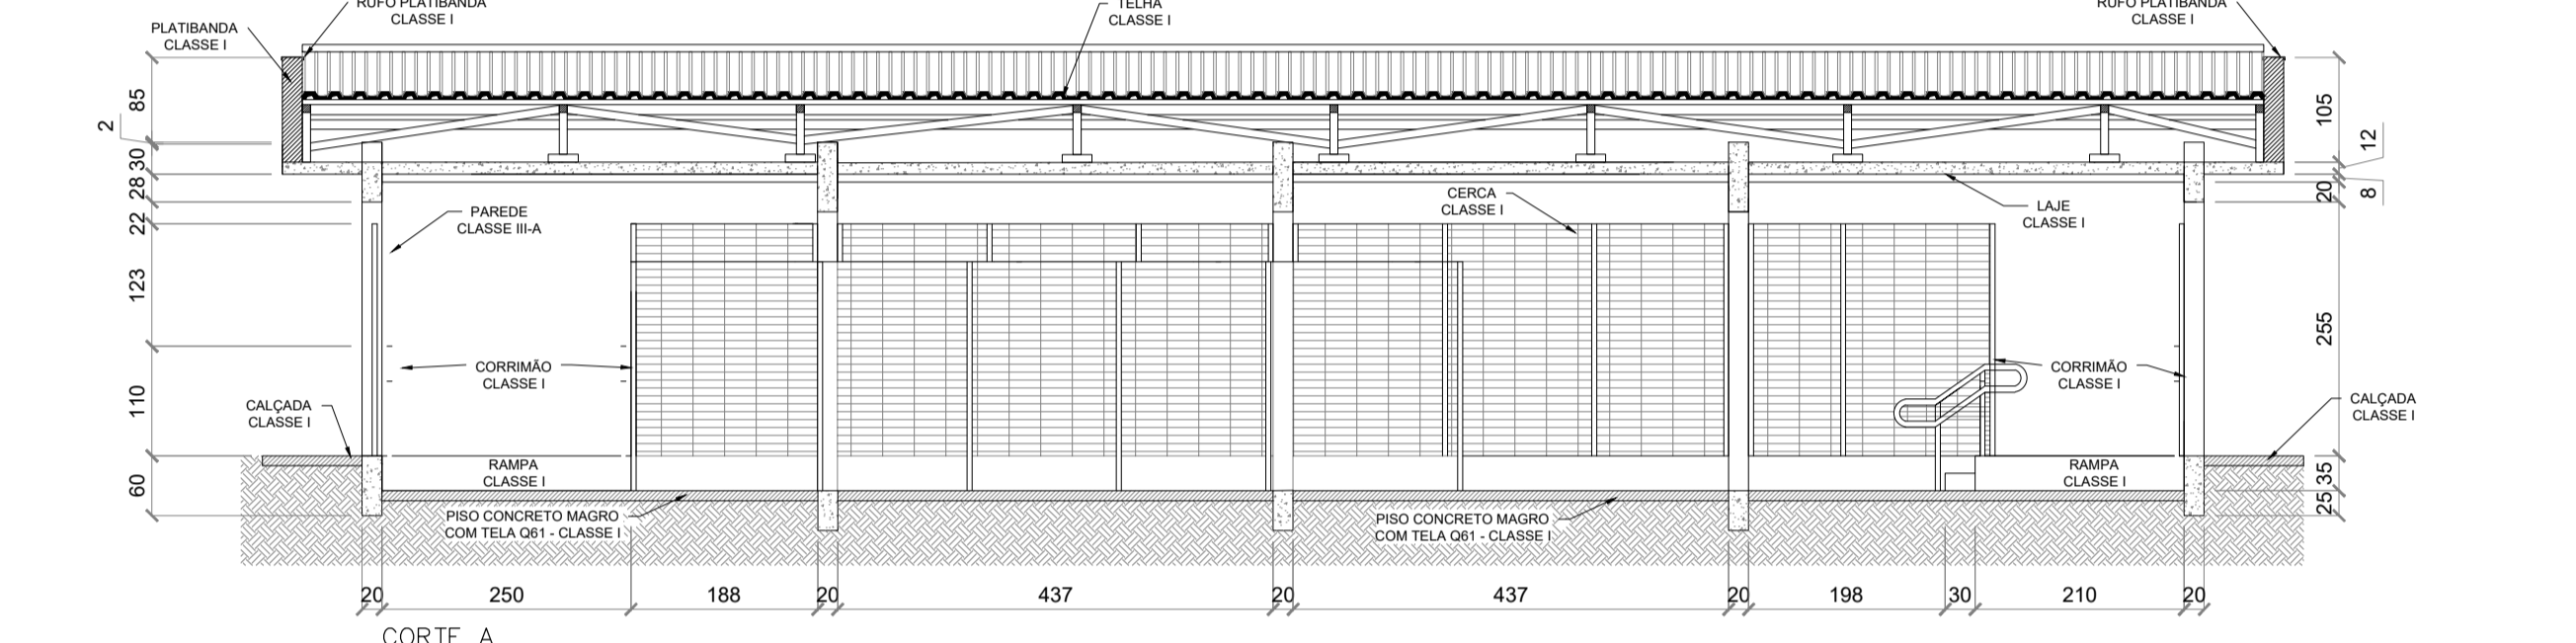 RUFO PLATIBANDA
CLASSE I
TELHA
CLASSE I
RUFO PLATIBANDA
CLASSE I
PLATIBANDA
CLASSE I
85
2
30
28
22
123
110
60
105
12
20
8
255
35
25
CERCA
CLASSE I
LAJE
CLASSE I
PAREDE
CLASSE III-A
CORRIMÃO
CLASSE I
CORRIMÃO
CLASSE I
CALÇADA
CLASSE I
CALÇADA
CLASSE I
RAMPA
CLASSE I
RAMPA
CLASSE I
PISO CONCRETO MAGRO
COM TELA Q61 - CLASSE I
PISO CONCRETO MAGRO
COM TELA Q61 - CLASSE I
20 250 188 20 437 20 437 20 198 30 210 20
CORTE A